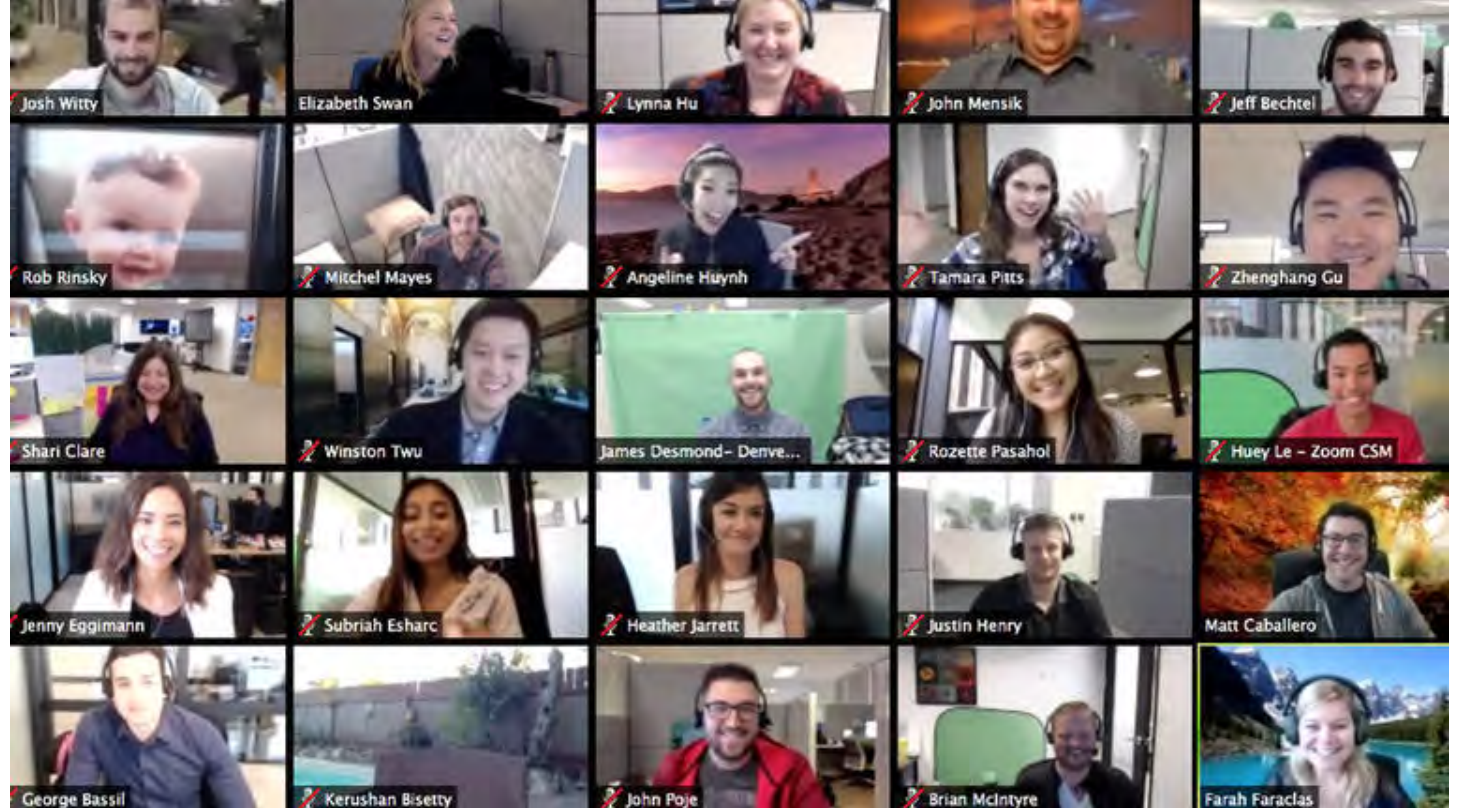 Josh Witty
Elizabeth Swan
Lynna Hu
John Mensik
Jeff Bechtel
Rob Rinsky
Mitchel Mayes
Angeline Huynh
Tamara Pitts
Zhenghang Gu
Shari Clare
Winston Twu
James Desmond- Denve...
Rozette Pasahol
Huey Le - Zoom CSM
Jenny Eggimann
Subriah Esharc
Heather Jarrett
Justin Henry
Matt Caballero
George Bassil
Kerushan Bisetty
John Poje
Brian McIntyre
Farah Faraclas